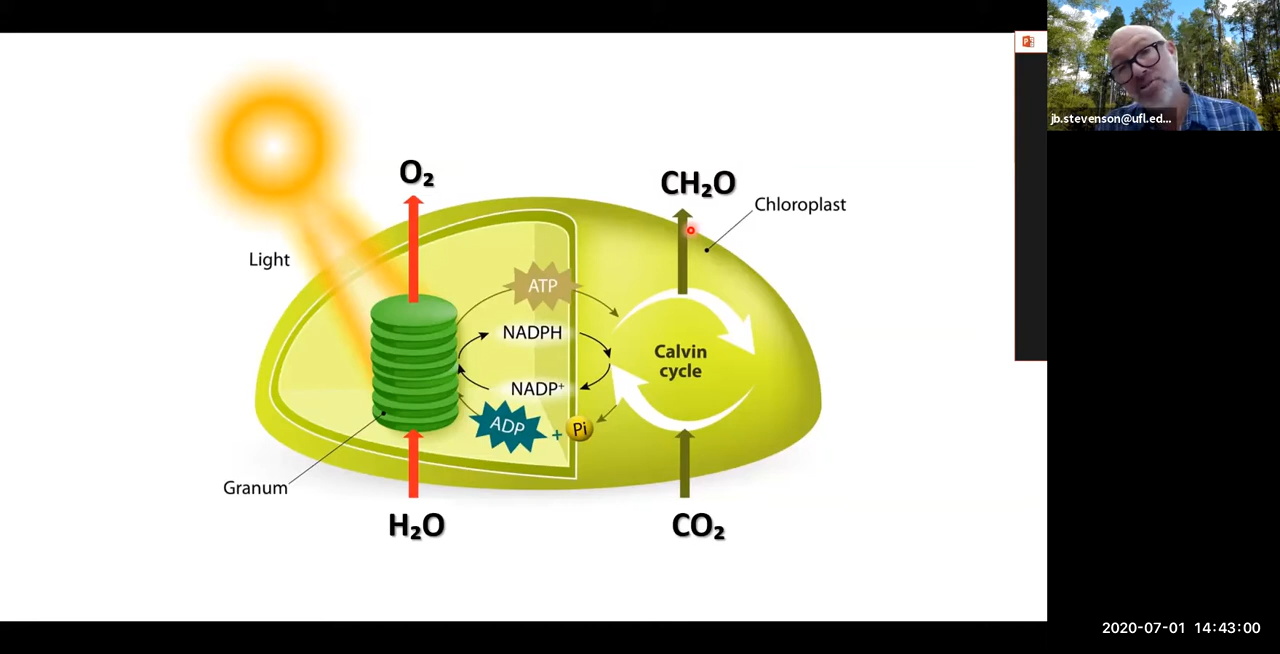 jb.stevenson@ufl.ed...
O₂
CH₂O
Chloroplast
Light
ATP
NADPH
Calvin
cycle
NADP⁺
ADP + Pi
Granum
H₂O
CO₂
2020-07-01 14:43:00